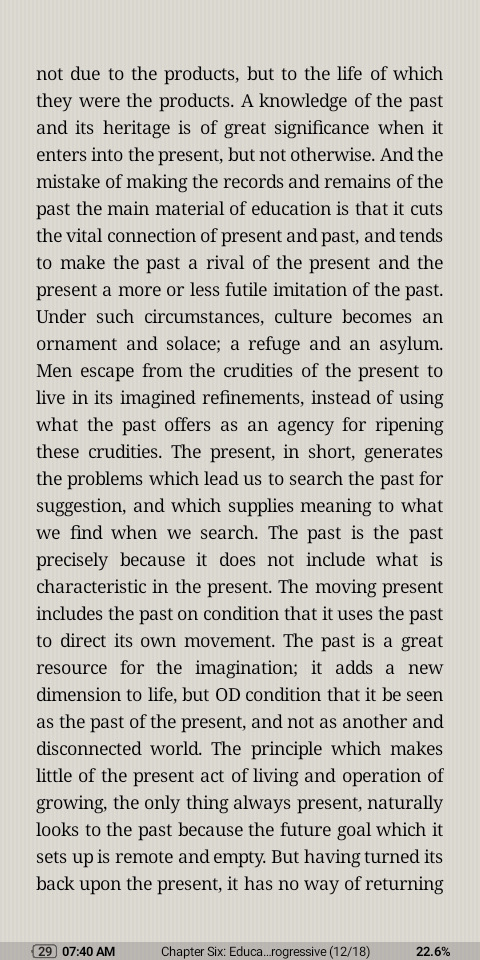 not due to the products, but to the life of which
they were the products. A knowledge of the past
and its heritage is of great significance when it
enters into the present, but not otherwise. And the
mistake of making the records and remains of the
past the main material of education is that it cuts
the vital connection of present and past, and tends
to make the past a rival of the present and the
present a more or less futile imitation of the past.
Under such circumstances, culture becomes an
ornament and solace; a refuge and an asylum.
Men escape from the crudities of the present to
live in its imagined refinements, instead of using
what the past offers as an agency for ripening
these crudities. The present, in short, generates
the problems which lead us to search the past for
suggestion, and which supplies meaning to what
we find when we search. The past is the past
precisely because it does not include what is
characteristic in the present. The moving present
includes the past on condition that it uses the past
to direct its own movement. The past is a great
resource for the imagination; it adds a new
dimension to life, but OD condition that it be seen
as the past of the present, and not as another and
disconnected world. The principle which makes
little of the present act of living and operation of
growing, the only thing always present, naturally
looks to the past because the future goal which it
sets up is remote and empty. But having turned its
back upon the present, it has no way of returning
29 07:40 AM Chapter Six: Educa...rogressive (12/18) 22.6%